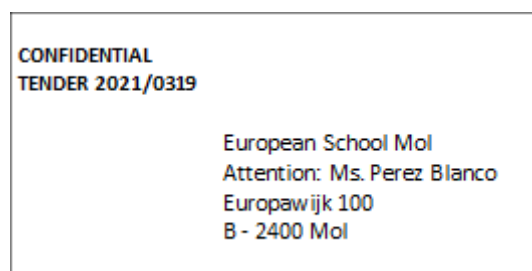 CONFIDENTIAL
TENDER 2021/0319
European School Mol
Attention: Ms. Perez Blanco
Europawijk 100
B - 2400 Mol